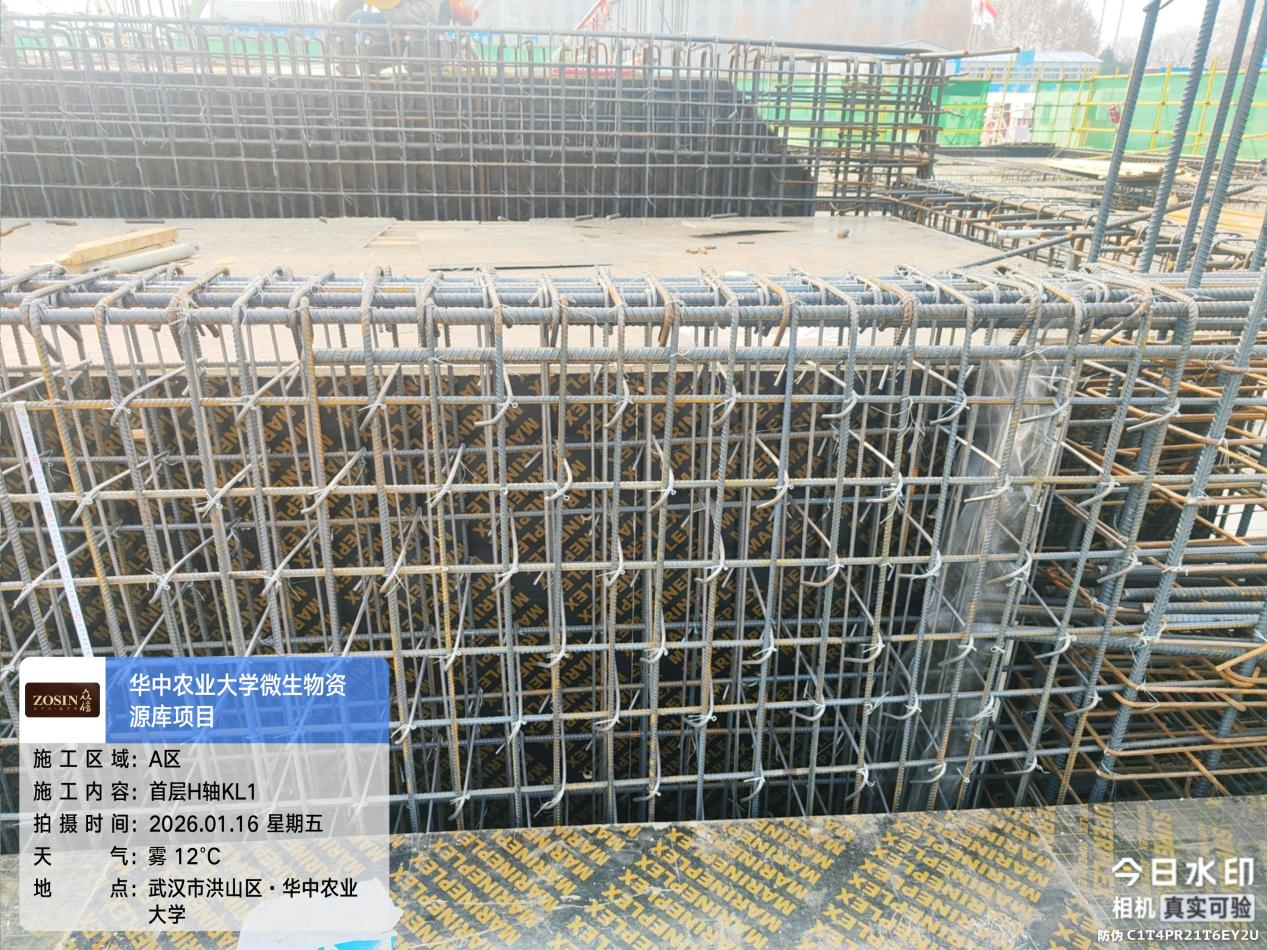 ZOSIN 众信
华中农业大学微生物资
源库项目
施工区域：A区
施工内容：首层H轴KL1
拍摄时间：2026.01.16 星期五
天气：雾 12°C
地点：武汉市洪山区·华中农业
大学
MARINEPLEX
今日水印
相机 真实可验
防伪 C1T4PR21T6EY2U